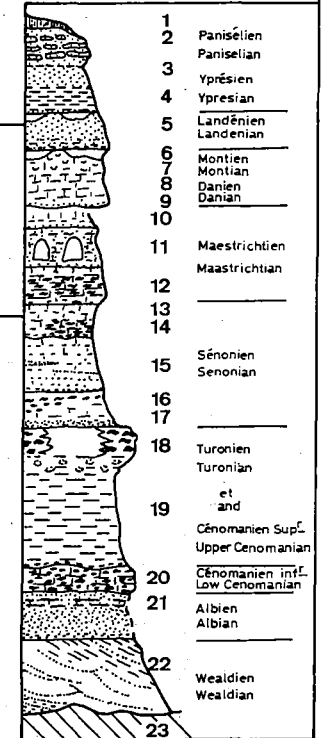 1
2 Panisélien
Paniselian
3
Yprésien
4 Ypresian
5 Landénien
Landenian
6
7 Montien
Montian
8 Danien
9 Danian
10
11 Maestrichtien
Maastrichtian
12
13
14
15 Sénonien
Senonian
16
17
18 Turonien
Turonian
19 et
and
Cénomanien Supr
Upper Cenomanian
20 Cénomanien infr
Low Cenomanian
21 Albien
Albian
22
Wealdien
Wealdian
23